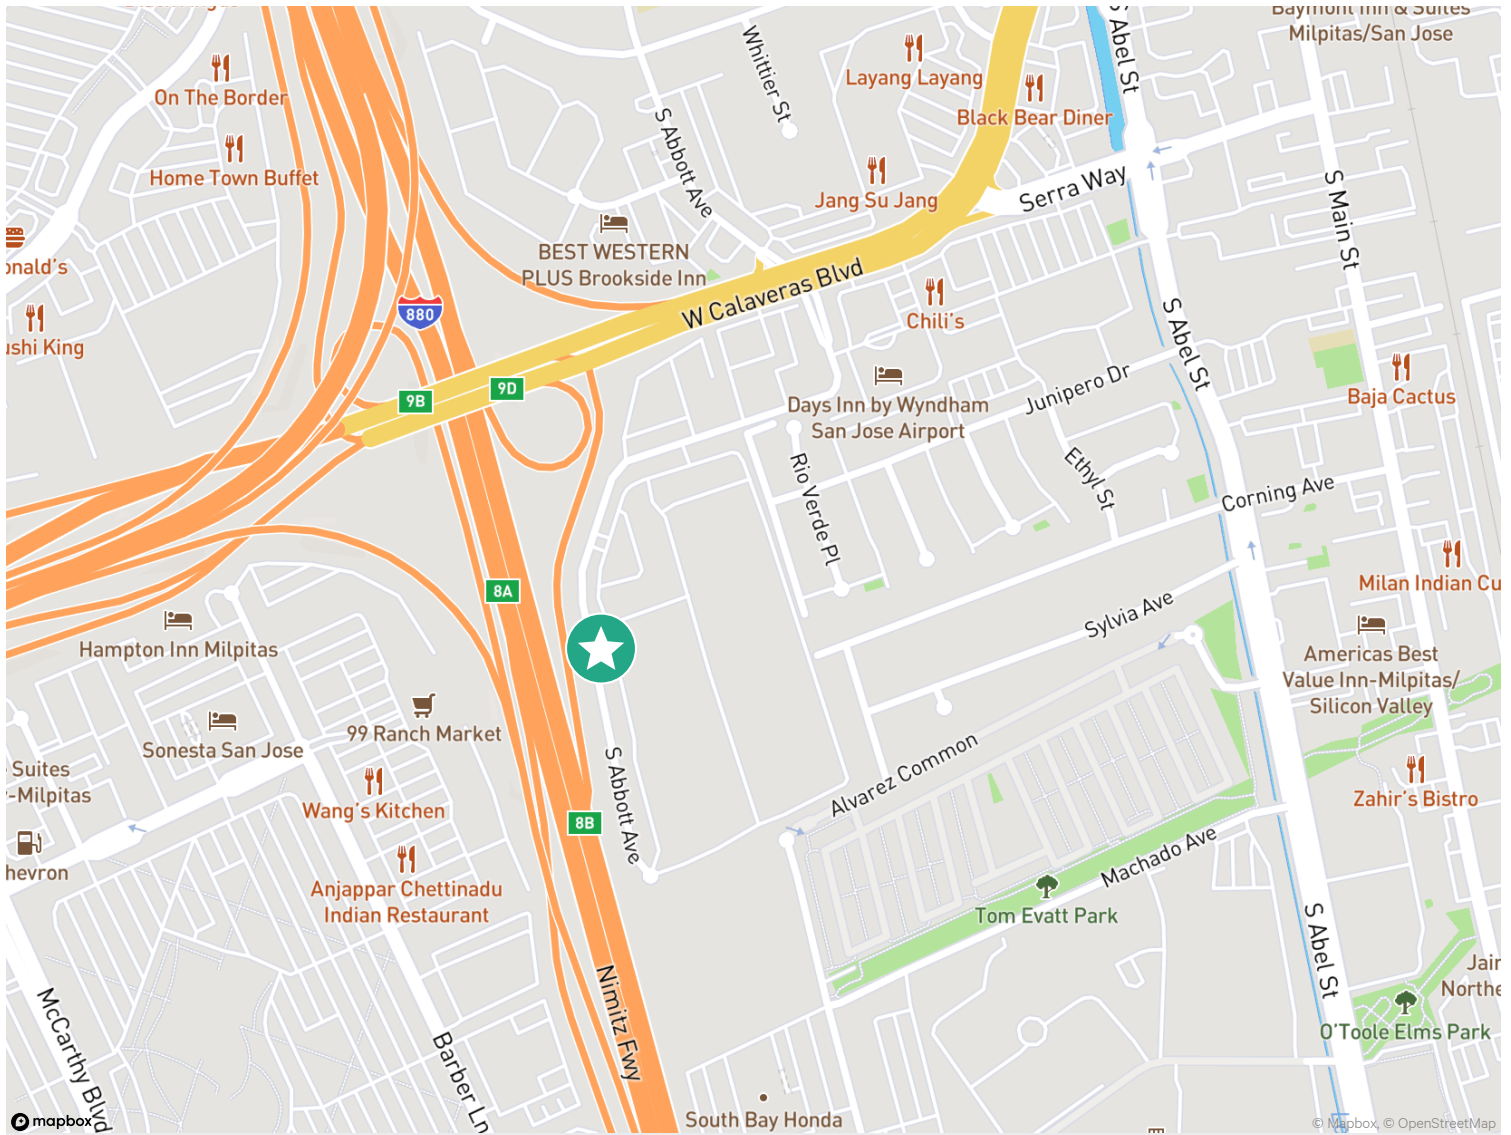 Baymont Inn & Suites
Milpitas/San Jose
S Abel St
Whittier St
Layang Layang
On The Border
Black Bear Diner
S Abbott Ave
Home Town Buffet
Jang Su Jang
Serra Way
S Main St
BEST WESTERN
PLUS Brookside Inn
onald's
W Calaveras Blvd
880
Chili's
S Abel St
ushi King
9D
9B
Days Inn by Wyndham
San Jose Airport
Junipero Dr
Baja Cactus
Rio Verde Pl
Ethyl St
Corning Ave
8A
Milan Indian Cu
Sylvia Ave
Hampton Inn Milpitas
Americas Best
Value Inn-Milpitas/
Silicon Valley
99 Ranch Market
Sonesta San Jose
S Abbott Ave
Alvarez Common
Suites
-Milpitas
Wang's Kitchen
Zahir's Bistro
8B
Machado Ave
hevron
Anjappar Chettinadu
Indian Restaurant
Tom Evatt Park
S Abel St
Nimitz Fwy
Jain
Northe
McCarthy Blvd
Barber Ln
O'Toole Elms Park
South Bay Honda
mapbox
© Mapbox, © OpenStreetMap